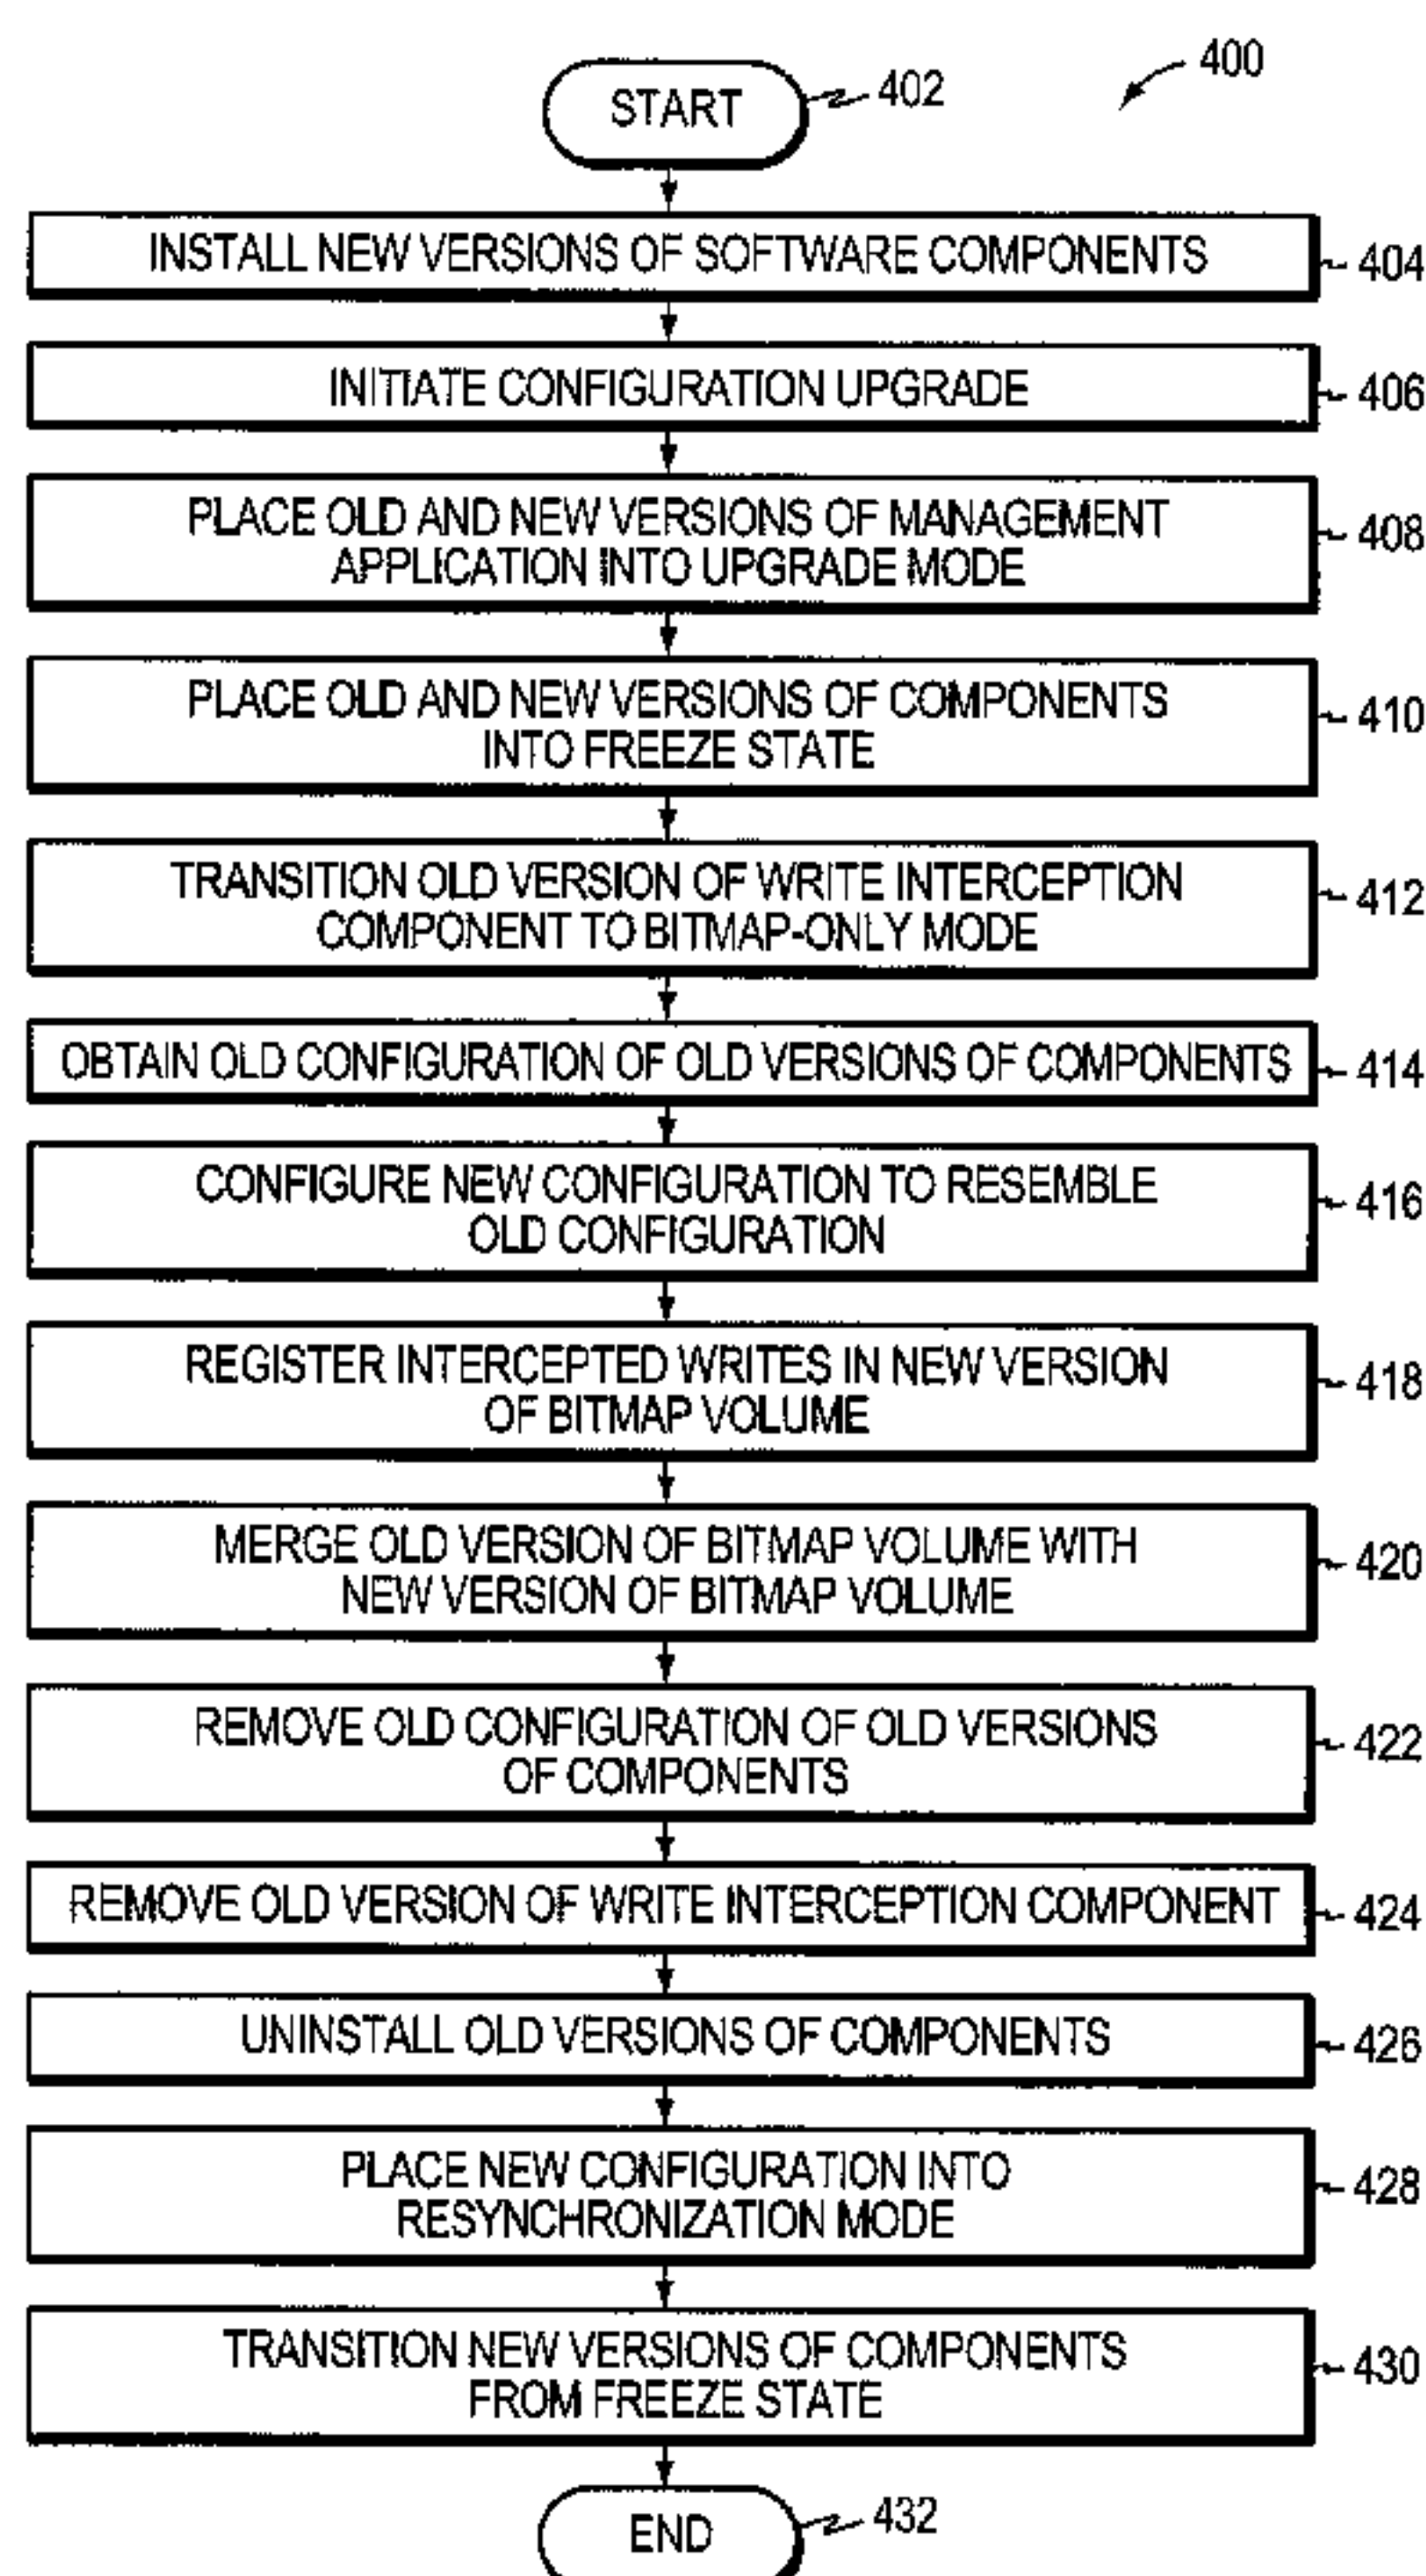 400
START
402
INSTALL NEW VERSIONS OF SOFTWARE COMPONENTS
404
INITIATE CONFIGURATION UPGRADE
406
PLACE OLD AND NEW VERSIONS OF MANAGEMENT
APPLICATION INTO UPGRADE MODE
408
PLACE OLD AND NEW VERSIONS OF COMPONENTS
INTO FREEZE STATE
410
TRANSITION OLD VERSION OF WRITE INTERCEPTION
COMPONENT TO BITMAP-ONLY MODE
412
OBTAIN OLD CONFIGURATION OF OLD VERSIONS OF COMPONENTS
414
CONFIGURE NEW CONFIGURATION TO RESEMBLE
OLD CONFIGURATION
416
REGISTER INTERCEPTED WRITES IN NEW VERSION
OF BITMAP VOLUME
418
MERGE OLD VERSION OF BITMAP VOLUME WITH
NEW VERSION OF BITMAP VOLUME
420
REMOVE OLD CONFIGURATION OF OLD VERSIONS
OF COMPONENTS
422
REMOVE OLD VERSION OF WRITE INTERCEPTION COMPONENT
424
UNINSTALL OLD VERSIONS OF COMPONENTS
426
PLACE NEW CONFIGURATION INTO
RESYNCHRONIZATION MODE
428
TRANSITION NEW VERSIONS OF COMPONENTS
FROM FREEZE STATE
430
END
432